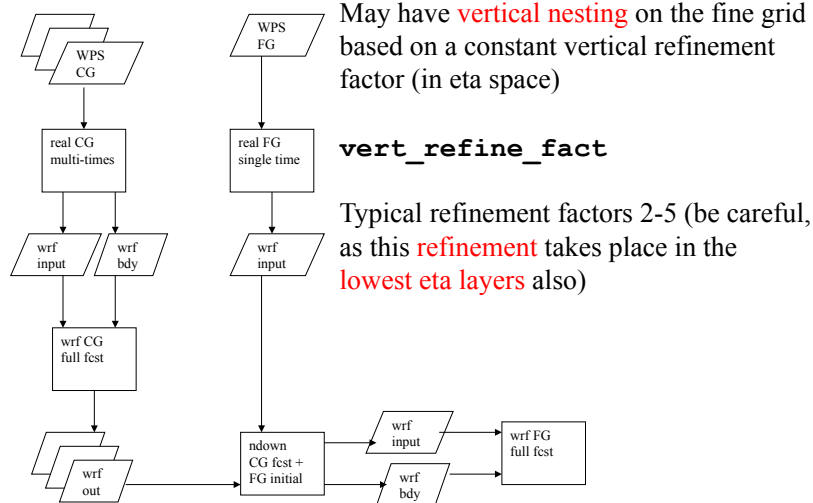 WPS
CG
WPS
FG
May have vertical nesting on the fine grid
based on a constant vertical refinement
factor (in eta space)
real CG
multi-times
real FG
single time
vert_refine_fact
Typical refinement factors 2-5 (be careful,
as this refinement takes place in the
lowest eta layers also)
wrf
input
wrf
bdy
wrf
input
wrf CG
full fcst
wrf
out
ndown
CG fcst +
FG initial
wrf
input
wrf
bdy
wrf FG
full fcst